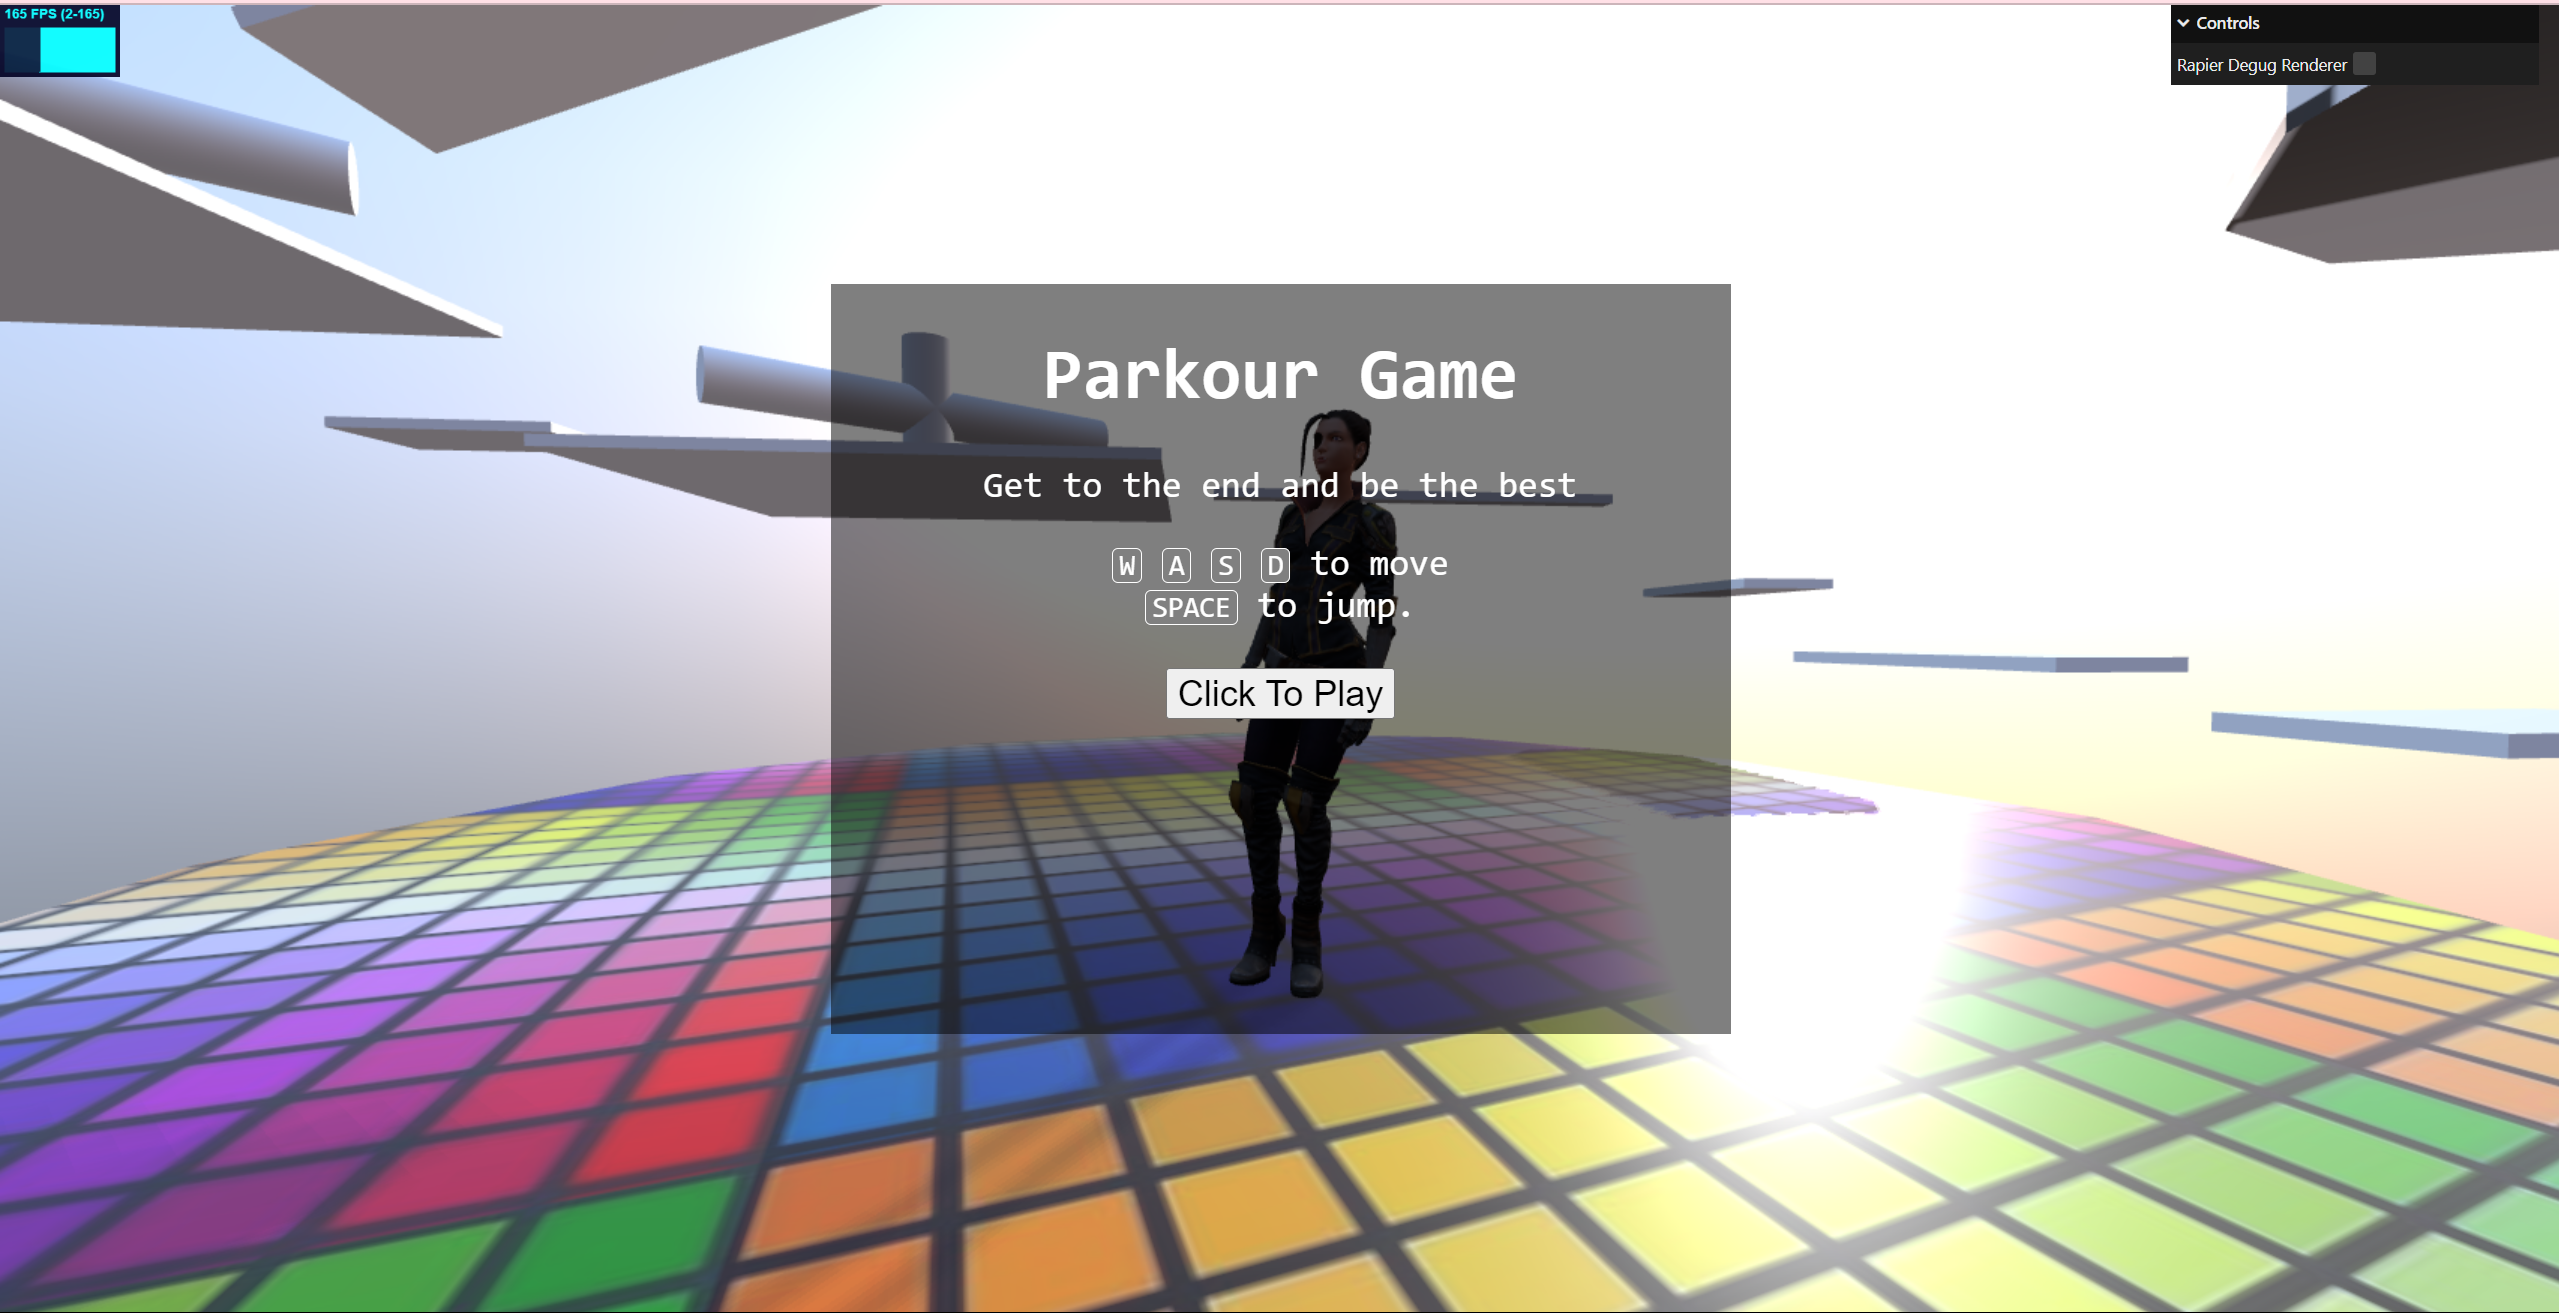 165 FPS (2-165)
Controls
Rapier Degug Renderer
Parkour Game
Get to the end and be the best
W A S D to move
SPACE to jump.
Click To Play